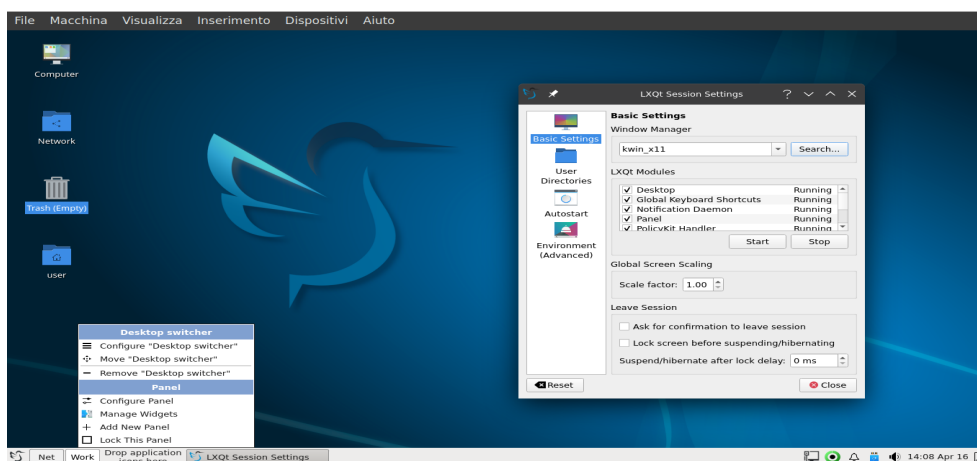 File Macchina Visualizza Inserimento Dispositivi Aiuto
Computer
Network
Trash (Empty)
user
LXQt Session Settings
Basic Settings
User
Directories
Autostart
Environment
(Advanced)
Basic Settings
Window Manager
kwin_x11 Search...
LXQt Modules
Desktop Running
Global Keyboard Shortcuts Running
Notification Daemon Running
Panel Running
PolicyKit Handler Running
Start Stop
Global Screen Scaling
Scale factor: 1.00
Leave Session
Ask for confirmation to leave session
Lock screen before suspending/hibernating
Suspend/hibernate after lock delay: 0 ms
Reset Close
Desktop switcher
Configure "Desktop switcher"
Move "Desktop switcher"
Remove "Desktop switcher"
Panel
Configure Panel
Manage Widgets
Add New Panel
Lock This Panel
Net Work Drop application
icons here
LXQt Session Settings
14:08 Apr 16